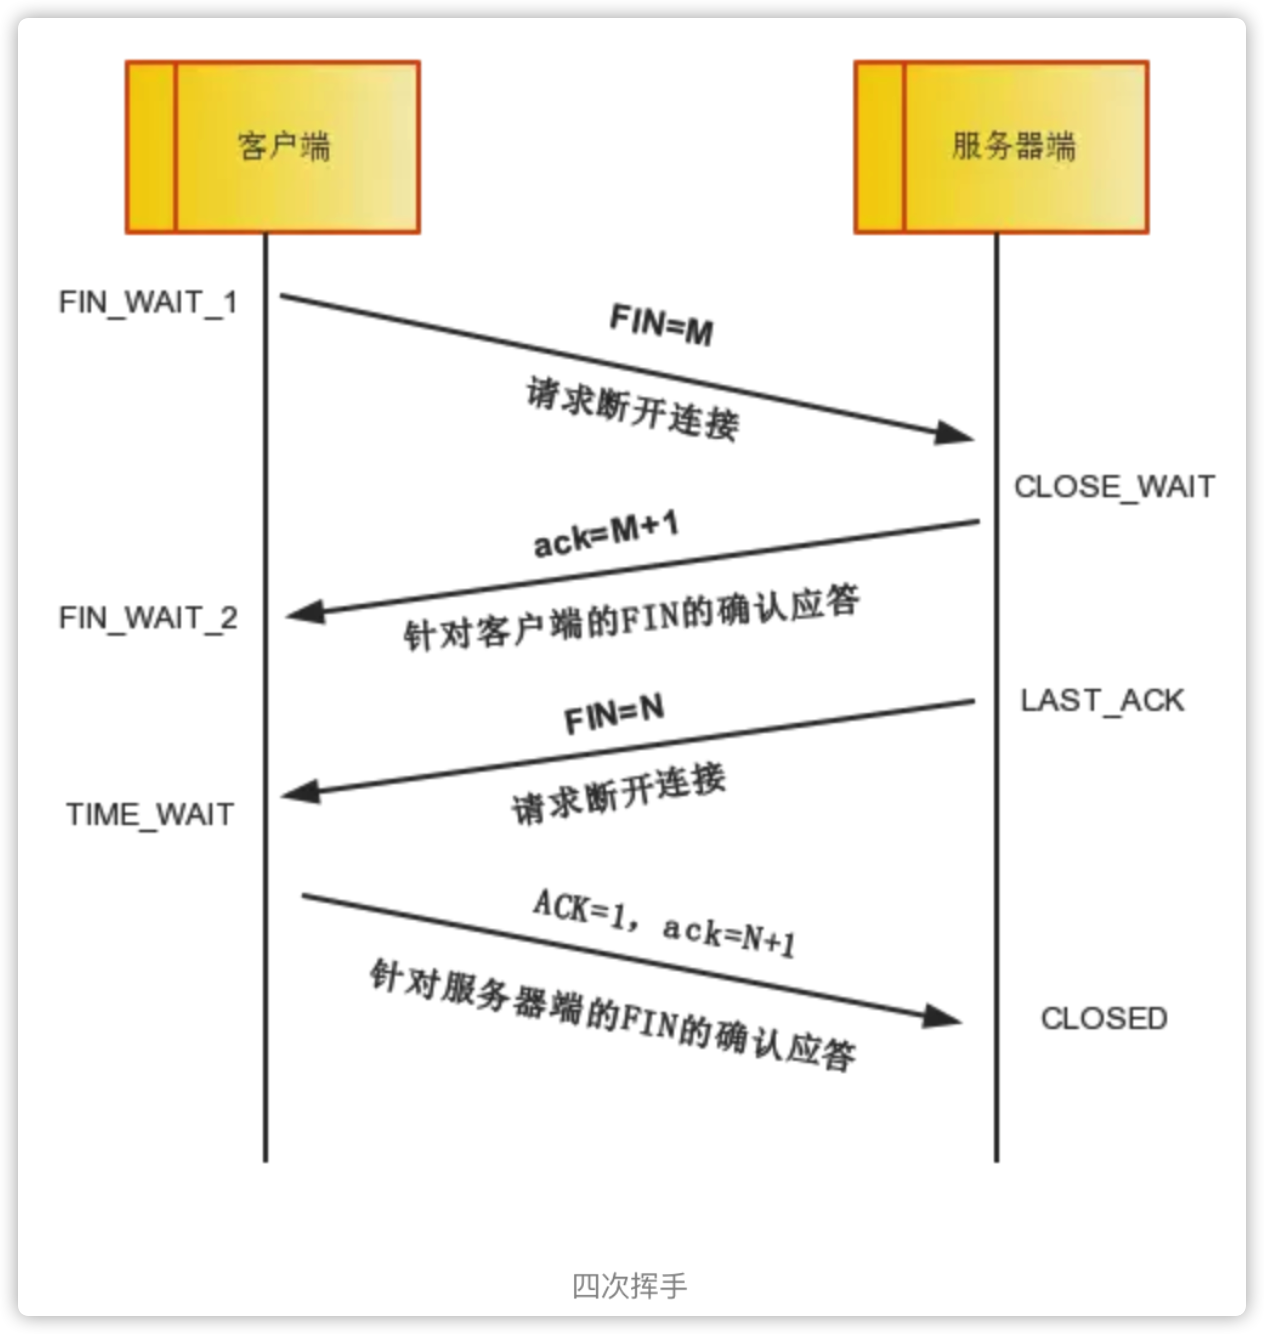 客户端
服务器端
FIN_WAIT_1
FIN=M
请求断开连接
CLOSE_WAIT
ack=M+1
针对客户端的FIN的确认应答
FIN_WAIT_2
LAST_ACK
FIN=N
请求断开连接
TIME_WAIT
ACK=1, ack=N+1
针对服务器端的FIN的确认应答
CLOSED
四次挥手